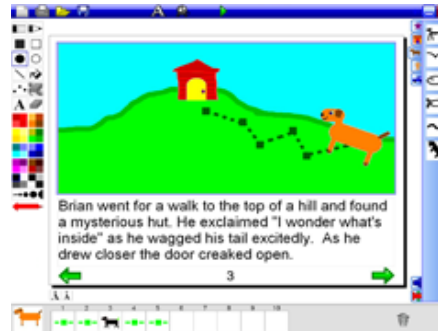 Brian went for a walk to the top of a hill and found
a mysterious hut. He exclaimed "I wonder what's
inside" as he wagged his tail excitedly. As he
drew closer the door creaked open.
3